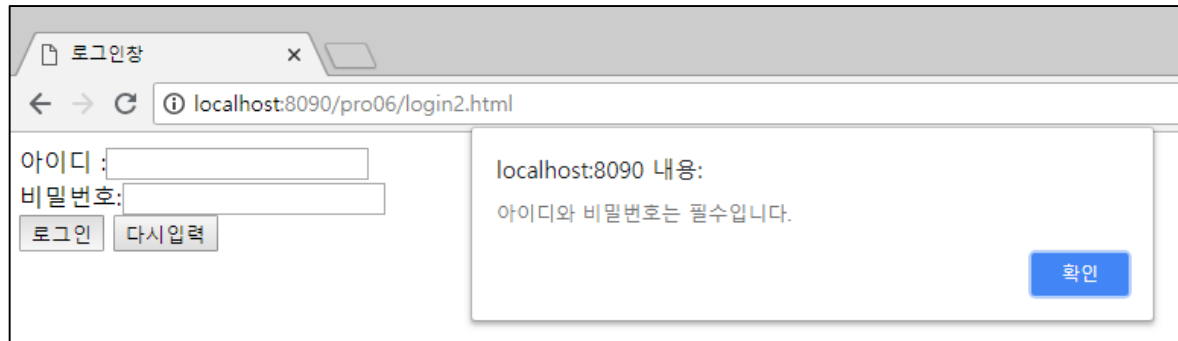 로그인창
localhost:8090/pro06/login2.html
아이디 :
비밀번호:
로그인 다시입력
localhost:8090 내용:
아이디와 비밀번호는 필수입니다.
확인